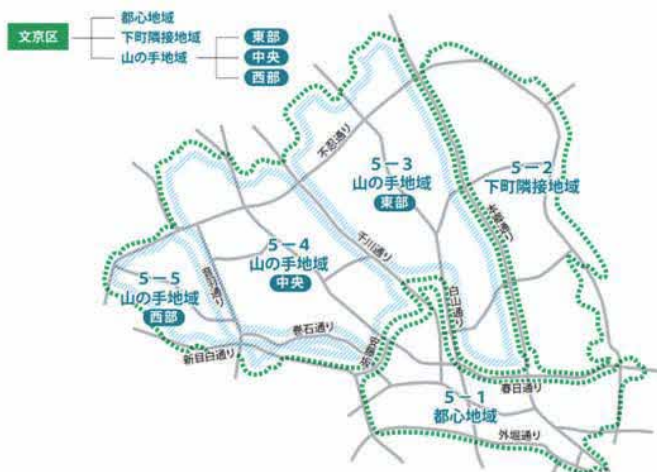 文京区
都心地域
下町隣接地域
山の手地域
東部
中央
西部
不忍通り
5-3
山の手地域
東部
5-2
下町隣接地域
本郷通り
5-4
山の手地域
中央
千川通り
白山通り
5-5
山の手地域
西部
音羽通り
巻石通り
安藤坂
新目白通り
春日通り
5-1
都心地域
外堀通り